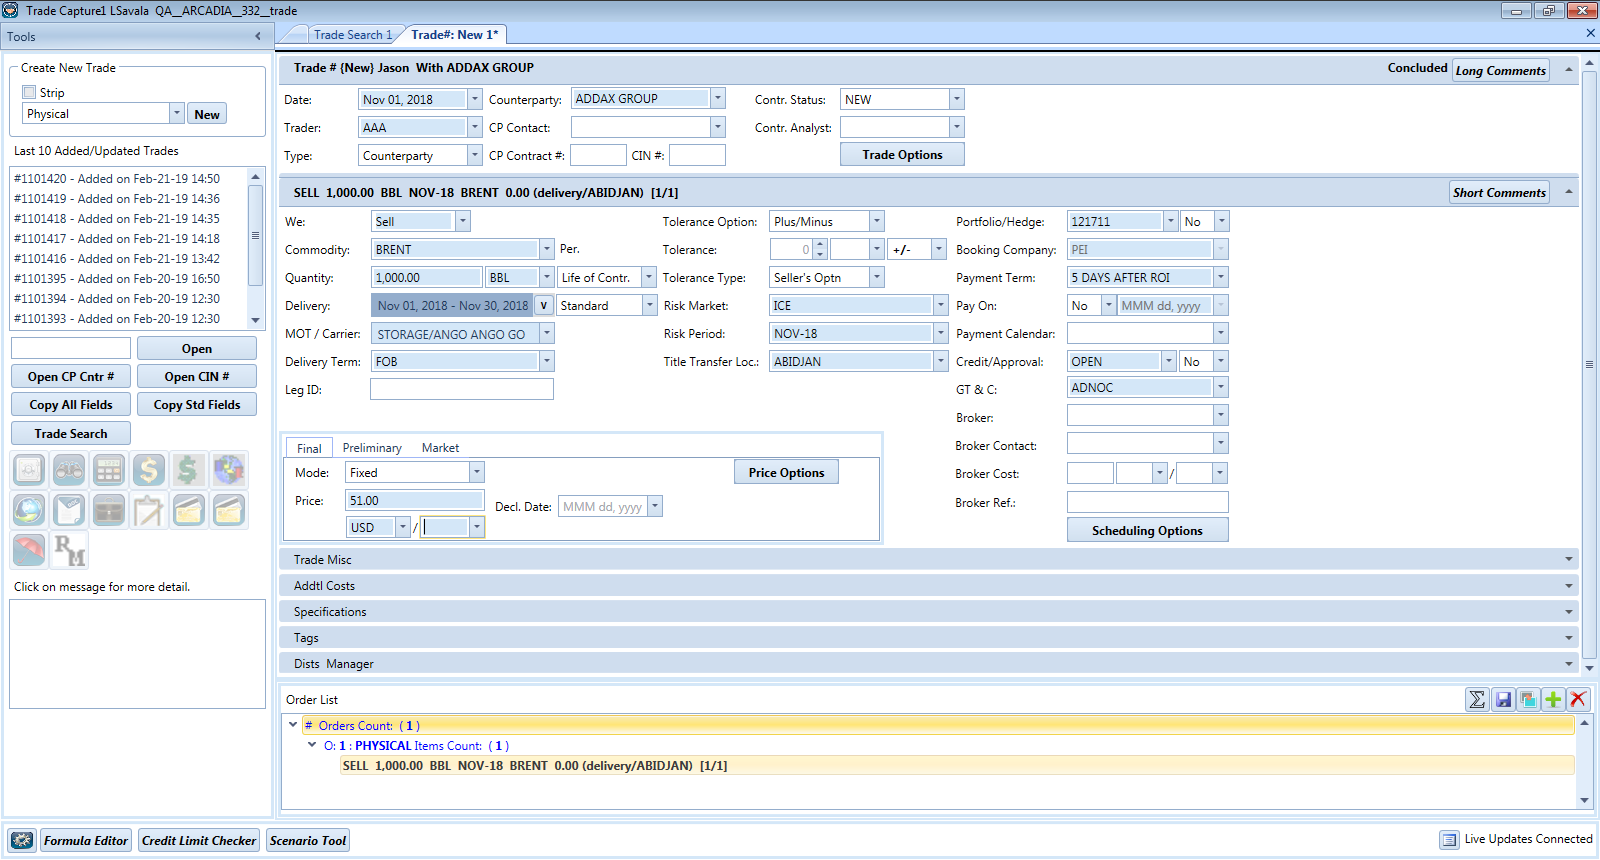 Trade Capture1 LSavala QA__ARCADIA__332__trade
Tools
Trade Search 1
Trade#: New 1*
Create New Trade
Strip
Physical
New
Last 10 Added/Updated Trades
#1101420 - Added on Feb-21-19 14:50
#1101419 - Added on Feb-21-19 14:36
#1101418 - Added on Feb-21-19 14:35
#1101417 - Added on Feb-21-19 14:18
#1101416 - Added on Feb-21-19 13:42
#1101395 - Added on Feb-20-19 16:50
#1101394 - Added on Feb-20-19 12:30
#1101393 - Added on Feb-20-19 12:30
Open
Open CP Cntr # Open CIN #
Copy All Fields Copy Std Fields
Trade Search
RM
Click on message for more detail.
Trade # {New} Jason With ADDAX GROUP
Concluded Long Comments
Date: Nov 01, 2018 Counterparty: ADDAX GROUP Contr. Status: NEW
Trader: AAA CP Contact: Contr. Analyst:
Type: Counterparty CP Contract #: CIN #: Trade Options
SELL 1,000.00 BBL NOV-18 BRENT 0.00 (delivery/ABIDJAN) [1/1]
Short Comments
We: Sell Tolerance Option: Plus/Minus Portfolio/Hedge: 121711 No
Commodity: BRENT Per. Tolerance: 0 +/- Booking Company: PEI
Quantity: 1,000.00 BBL Life of Contr. Tolerance Type: Seller's Optn Payment Term: 5 DAYS AFTER ROI
Delivery: Nov 01, 2018 - Nov 30, 2018 v Standard Risk Market: ICE Pay On: No MMM dd, yyyy
MOT / Carrier: STORAGE/ANGO ANGO GO Risk Period: NOV-18 Payment Calendar:
Delivery Term: FOB Title Transfer Loc.: ABIDJAN Credit/Approval: OPEN No
Leg ID: GT & C: ADNOC
Broker:
Broker Contact:
Broker Cost: /
Broker Ref.:
Scheduling Options
Final Preliminary Market
Mode: Fixed Price Options
Price: 51.00 Decl. Date: MMM dd, yyyy
USD /
Trade Misc
Addtl Costs
Specifications
Tags
Dists Manager
Order List
# Orders Count: ( 1 )
O: 1 : PHYSICAL Items Count: ( 1 )
SELL 1,000.00 BBL NOV-18 BRENT 0.00 (delivery/ABIDJAN) [1/1]
Formula Editor Credit Limit Checker Scenario Tool
Live Updates Connected